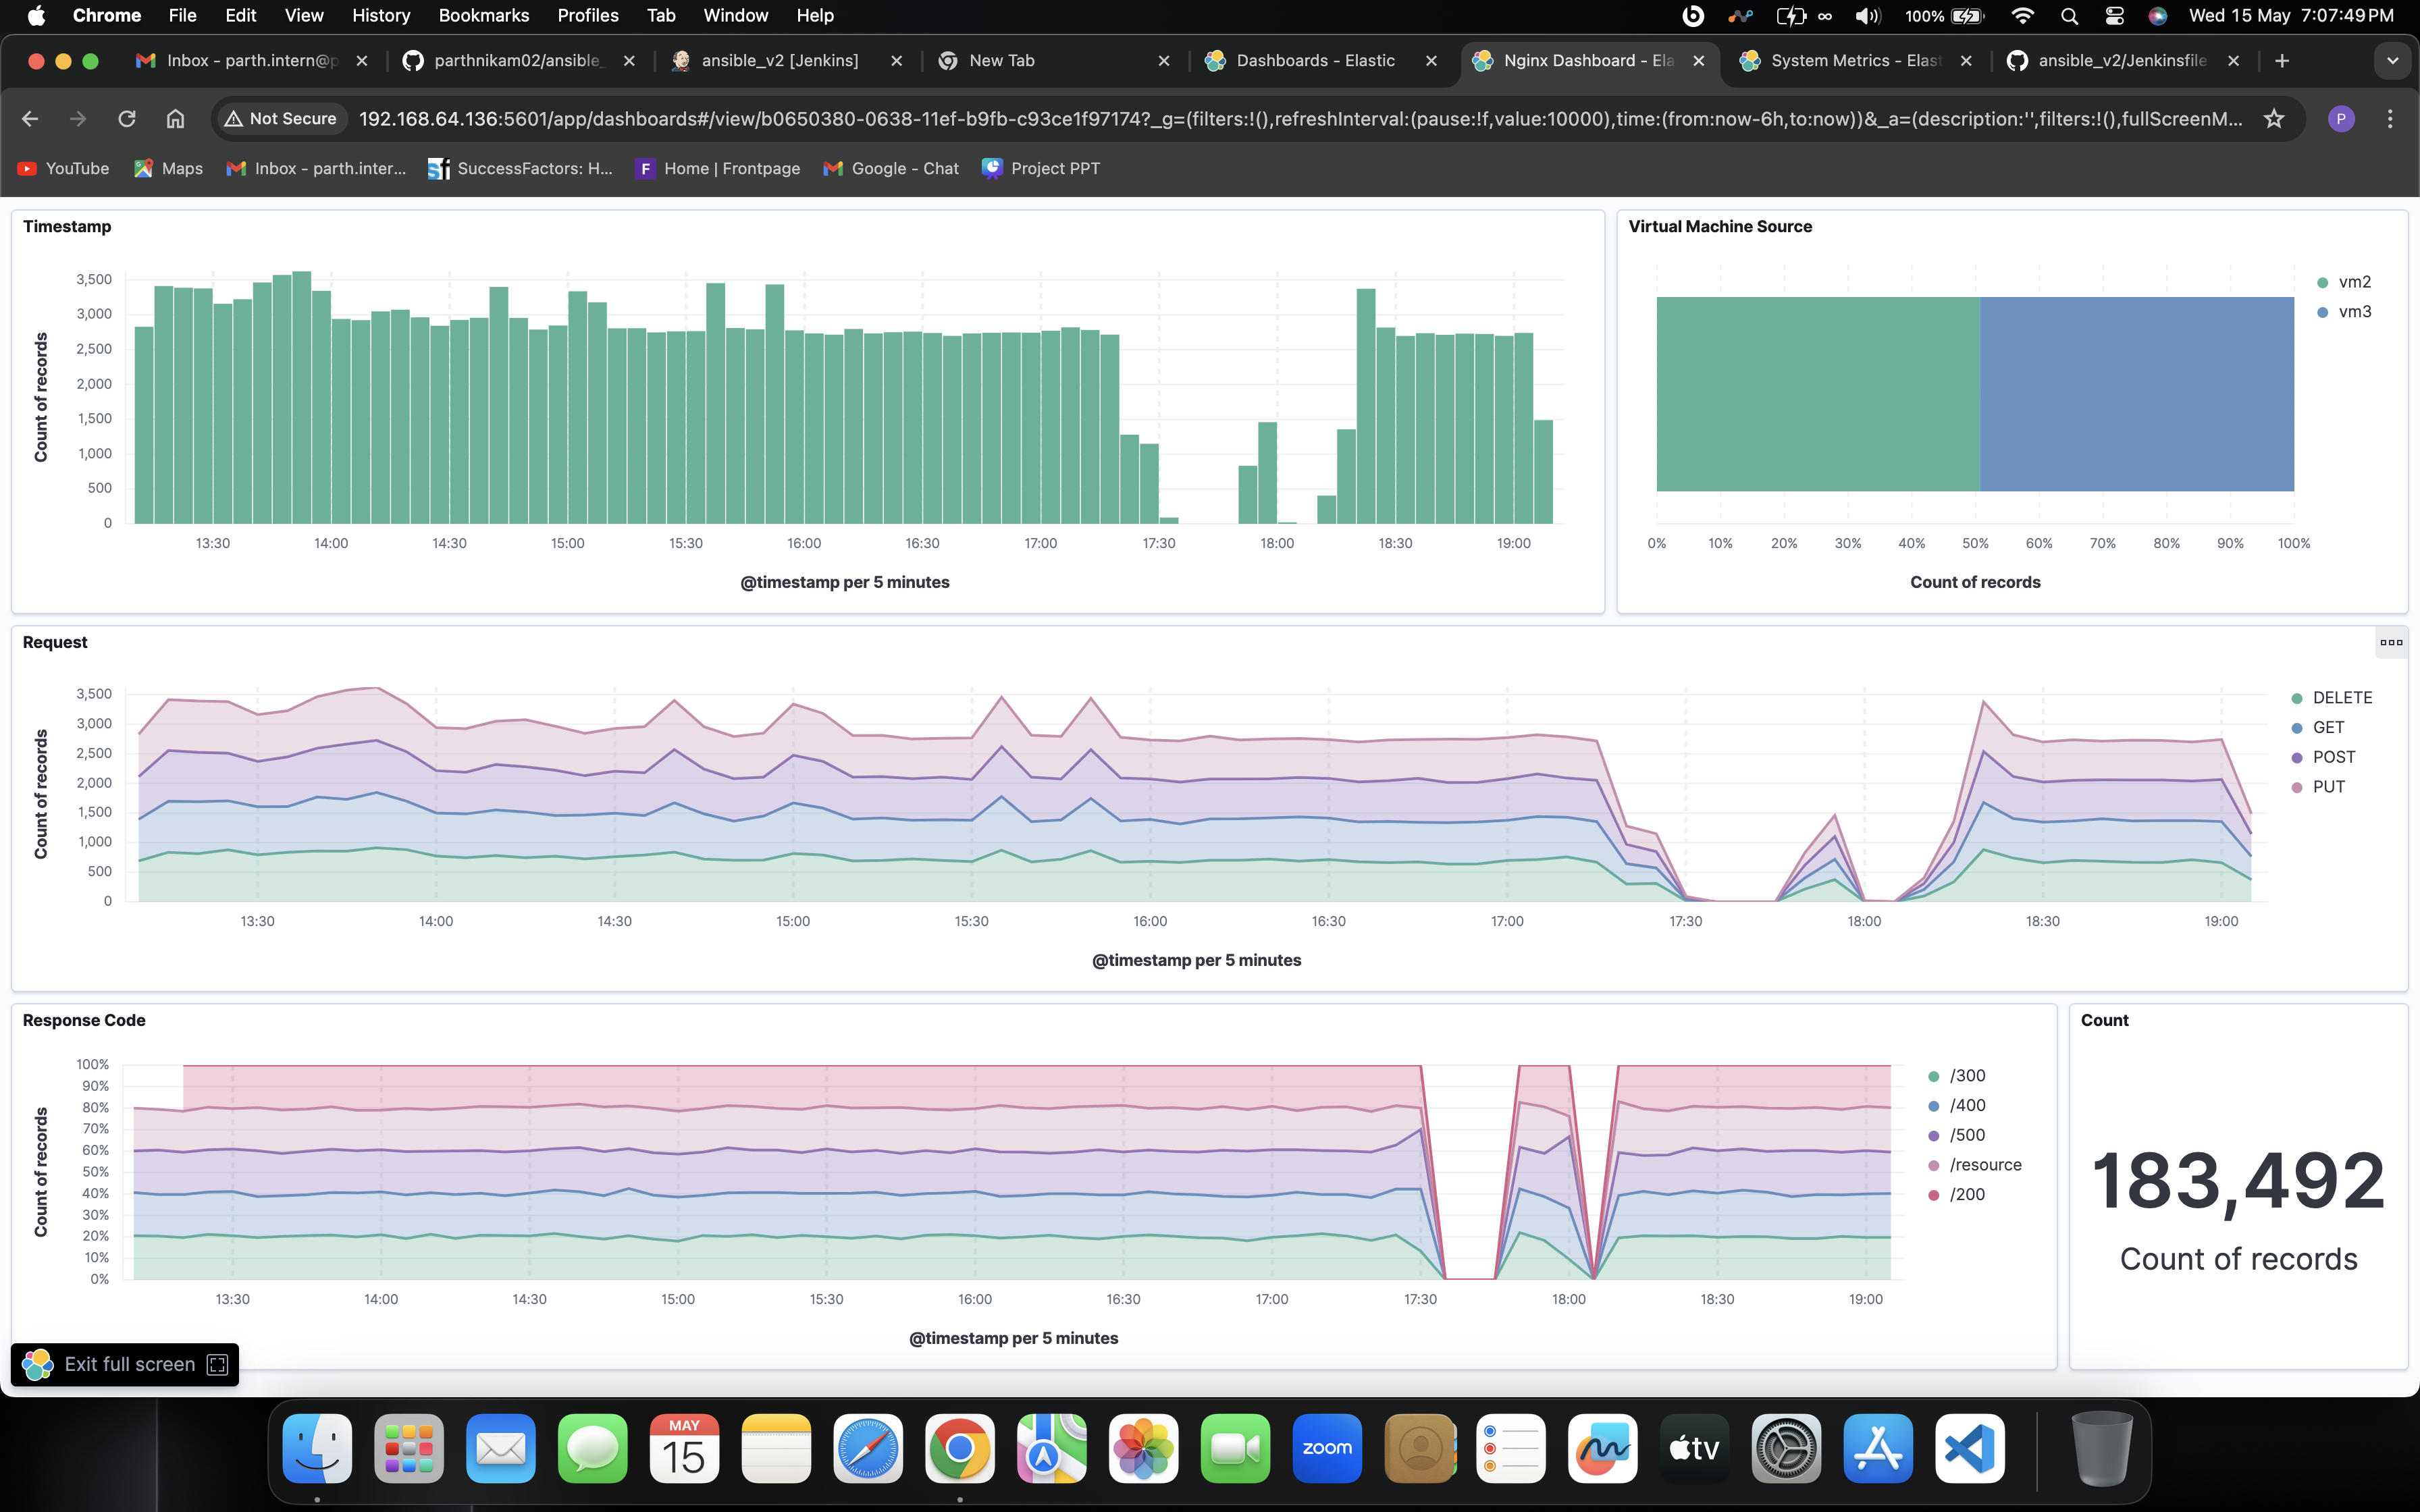 Chrome File Edit View History Bookmarks Profiles Tab Window Help 100% Wed 15 May 7:07:49 PM
Inbox - parth.intern@p parthnikam02/ansible_ ansible_v2 [Jenkins] New Tab Dashboards - Elastic Nginx Dashboard - Ela System Metrics - Elast ansible_v2/Jenkinsfile
Not Secure 192.168.64.136:5601/app/dashboards#/view/b0650380-0638-11ef-b9fb-c93ce1f97174?_g=(filters:!(),refreshInterval:(pause:!f,value:10000),time:(from:now-6h,to:now))&_a=(description:'',filters:!(),fullScreenM... P
YouTube Maps Inbox - parth.inter... SuccessFactors: H... F Home | Frontpage Google - Chat Project PPT
Timestamp
3,500
3,000
2,500
2,000
1,500
1,000
500
0
Count of records
13:30 14:00 14:30 15:00 15:30 16:00 16:30 17:00 17:30 18:00 18:30 19:00
@timestamp per 5 minutes
Virtual Machine Source
vm2
vm3
0% 10% 20% 30% 40% 50% 60% 70% 80% 90% 100%
Count of records
Request
3,500
3,000
2,500
2,000
1,500
1,000
500
0
Count of records
13:30 14:00 14:30 15:00 15:30 16:00 16:30 17:00 17:30 18:00 18:30 19:00
@timestamp per 5 minutes
DELETE
GET
POST
PUT
Response Code
100%
90%
80%
70%
60%
50%
40%
30%
20%
10%
0%
Count of records
13:30 14:00 14:30 15:00 15:30 16:00 16:30 17:00 17:30 18:00 18:30 19:00
@timestamp per 5 minutes
/300
/400
/500
/resource
/200
Count
183,492
Count of records
Exit full screen
MAY
15
zoom
tv